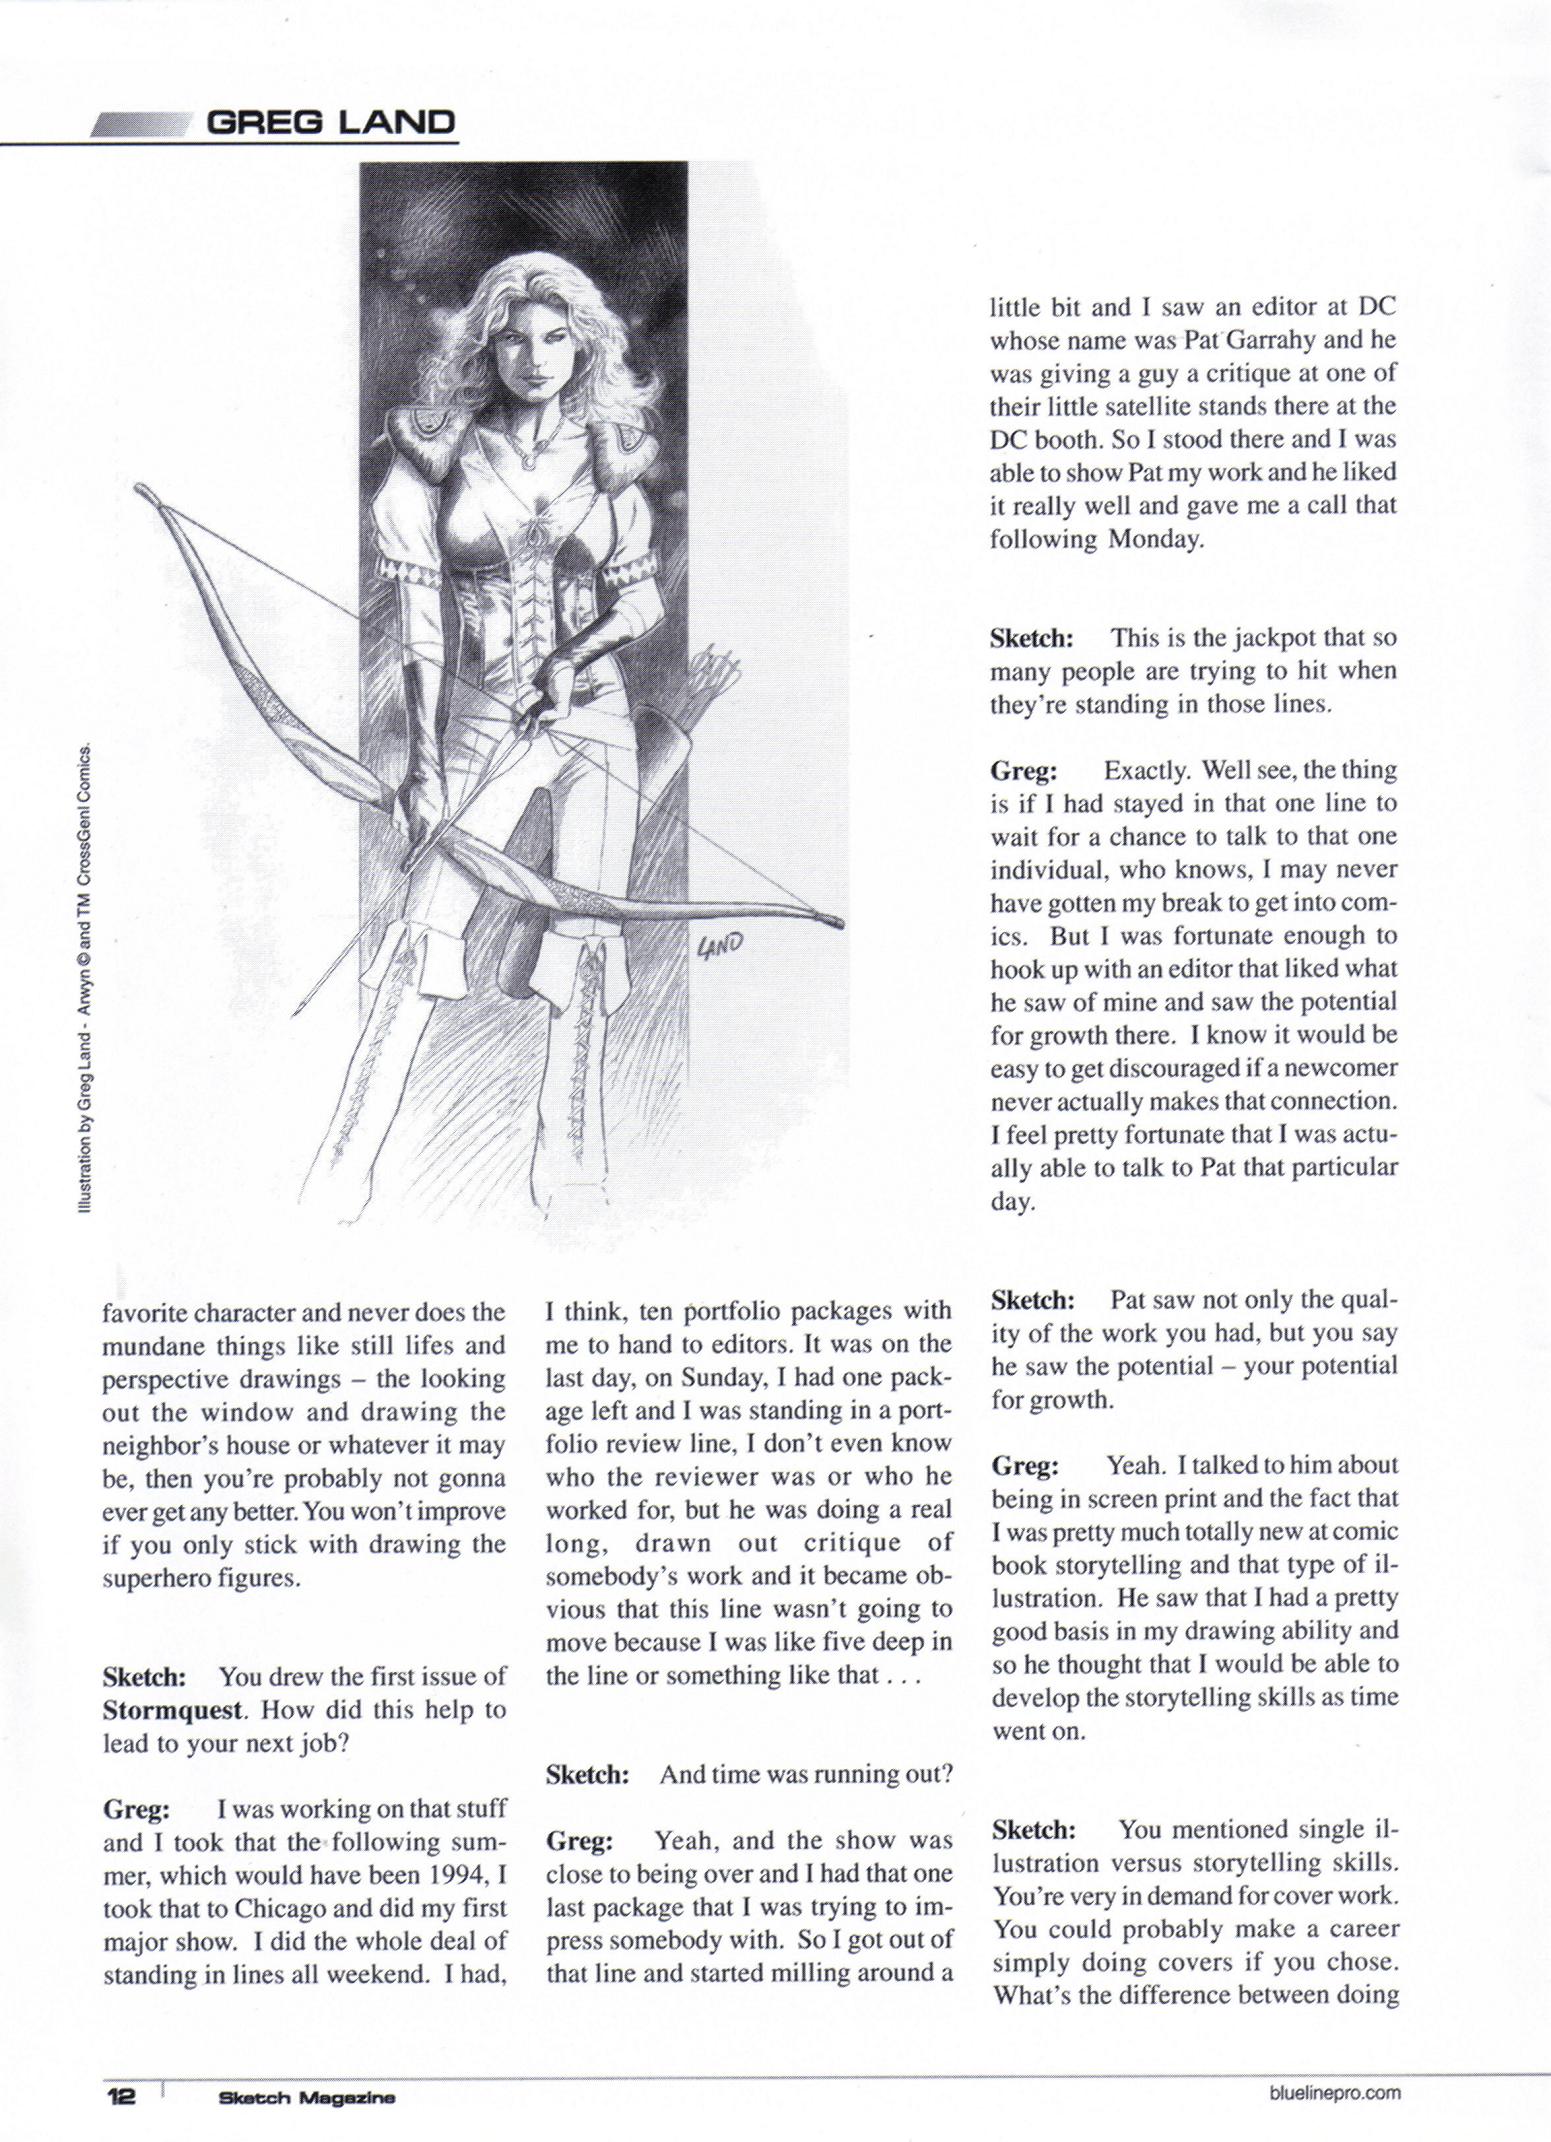 GREG LAND
LAND
Illustration by Greg Land - Arwyn © and TM CrossGenI Comics.
favorite character and never does the
mundane things like still lifes and
perspective drawings – the looking
out the window and drawing the
neighbor's house or whatever it may
be, then you're probably not gonna
ever get any better. You won't improve
if you only stick with drawing the
superhero figures.
Sketch: You drew the first issue of
Stormquest. How did this help to
lead to your next job?
Greg: I was working on that stuff
and I took that the following sum-
mer, which would have been 1994, I
took that to Chicago and did my first
major show. I did the whole deal of
standing in lines all weekend. I had,
I think, ten portfolio packages with
me to hand to editors. It was on the
last day, on Sunday, I had one pack-
age left and I was standing in a port-
folio review line, I don't even know
who the reviewer was or who he
worked for, but he was doing a real
long, drawn out critique of
somebody's work and it became ob-
vious that this line wasn't going to
move because I was like five deep in
the line or something like that . . .
Sketch: And time was running out?
Greg: Yeah, and the show was
close to being over and I had that one
last package that I was trying to im-
press somebody with. So I got out of
that line and started milling around a
little bit and I saw an editor at DC
whose name was Pat Garrahy and he
was giving a guy a critique at one of
their little satellite stands there at the
DC booth. So I stood there and I was
able to show Pat my work and he liked
it really well and gave me a call that
following Monday.
Sketch: This is the jackpot that so
many people are trying to hit when
they're standing in those lines.
Greg: Exactly. Well see, the thing
is if I had stayed in that one line to
wait for a chance to talk to that one
individual, who knows, I may never
have gotten my break to get into com-
ics. But I was fortunate enough to
hook up with an editor that liked what
he saw of mine and saw the potential
for growth there. I know it would be
easy to get discouraged if a newcomer
never actually makes that connection.
I feel pretty fortunate that I was actu-
ally able to talk to Pat that particular
day.
Sketch: Pat saw not only the qual-
ity of the work you had, but you say
he saw the potential – your potential
for growth.
Greg: Yeah. I talked to him about
being in screen print and the fact that
I was pretty much totally new at comic
book storytelling and that type of il-
lustration. He saw that I had a pretty
good basis in my drawing ability and
so he thought that I would be able to
develop the storytelling skills as time
went on.
Sketch: You mentioned single il-
lustration versus storytelling skills.
You're very in demand for cover work.
You could probably make a career
simply doing covers if you chose.
What's the difference between doing
12 Sketch Magazine
bluelinepro.com